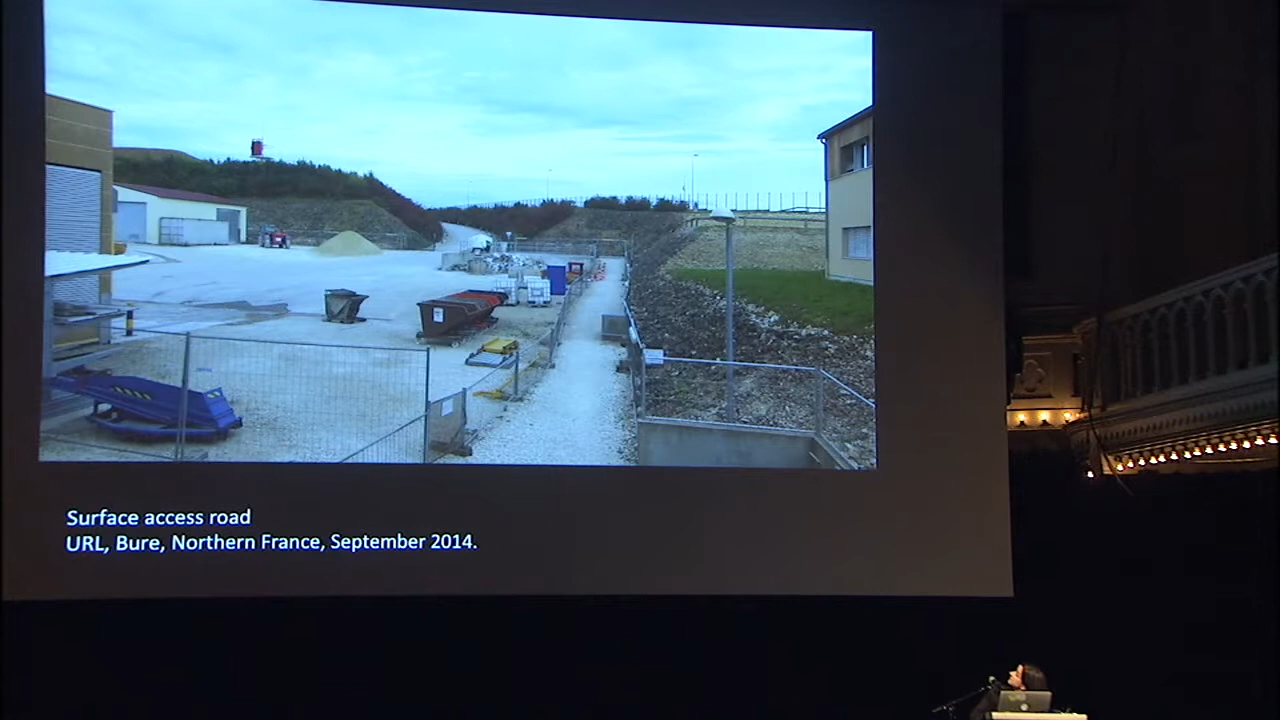 Surface access road
URL, Bure, Northern France, September 2014.